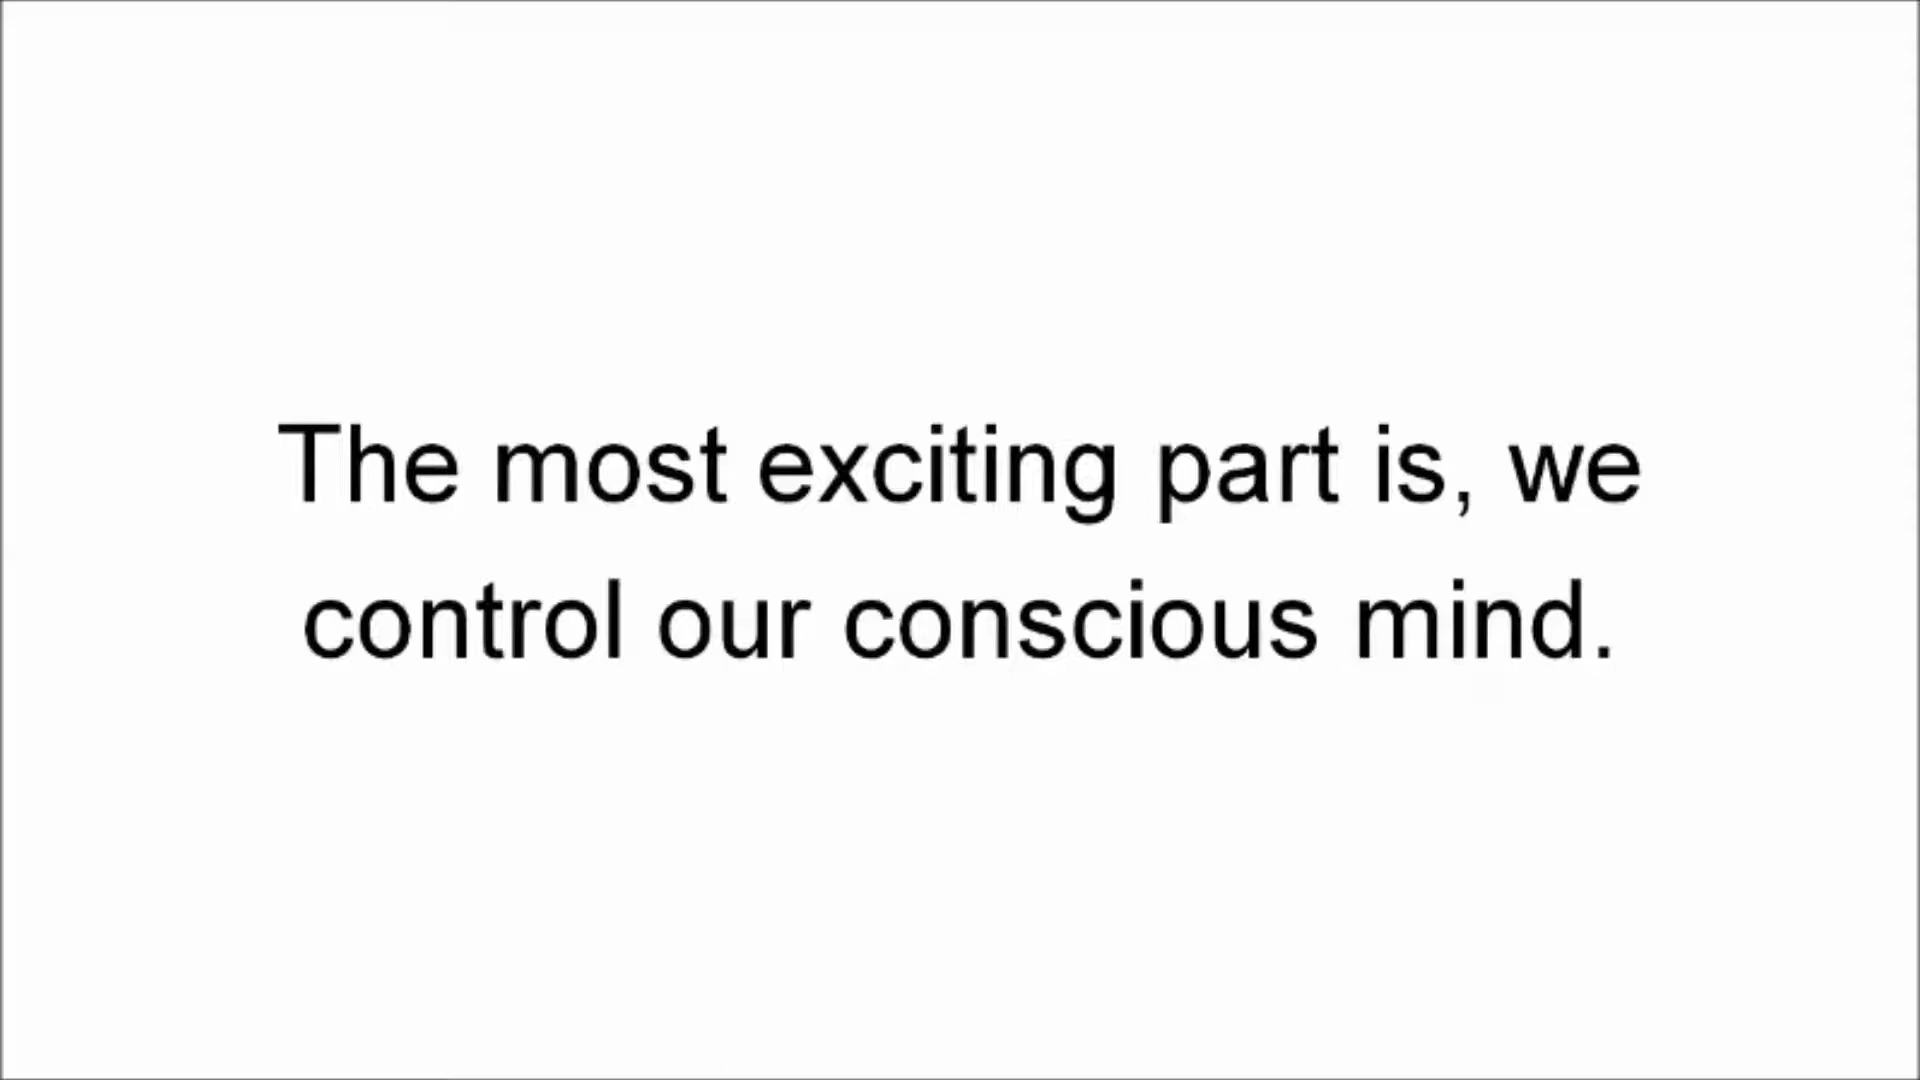 The most exciting part is, we
control our conscious mind.